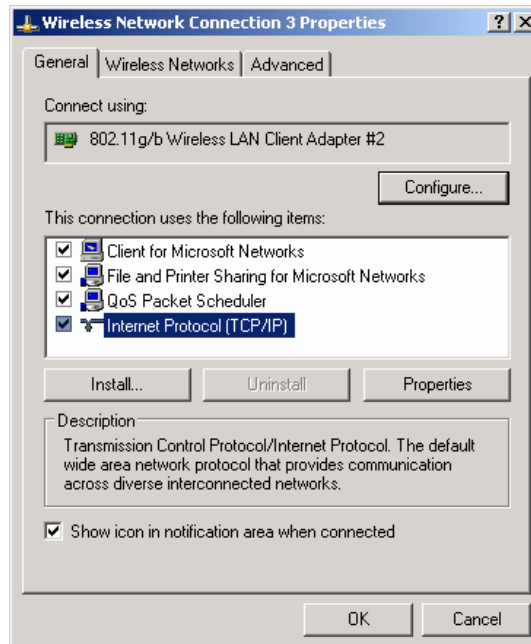 Wireless Network Connection 3 Properties
General Wireless Networks Advanced
Connect using:
802.11g/b Wireless LAN Client Adapter #2
Configure...
This connection uses the following items:
Client for Microsoft Networks
File and Printer Sharing for Microsoft Networks
QoS Packet Scheduler
Internet Protocol (TCP/IP)
Install... Uninstall Properties
Description
Transmission Control Protocol/Internet Protocol. The default
wide area network protocol that provides communication
across diverse interconnected networks.
Show icon in notification area when connected
OK Cancel